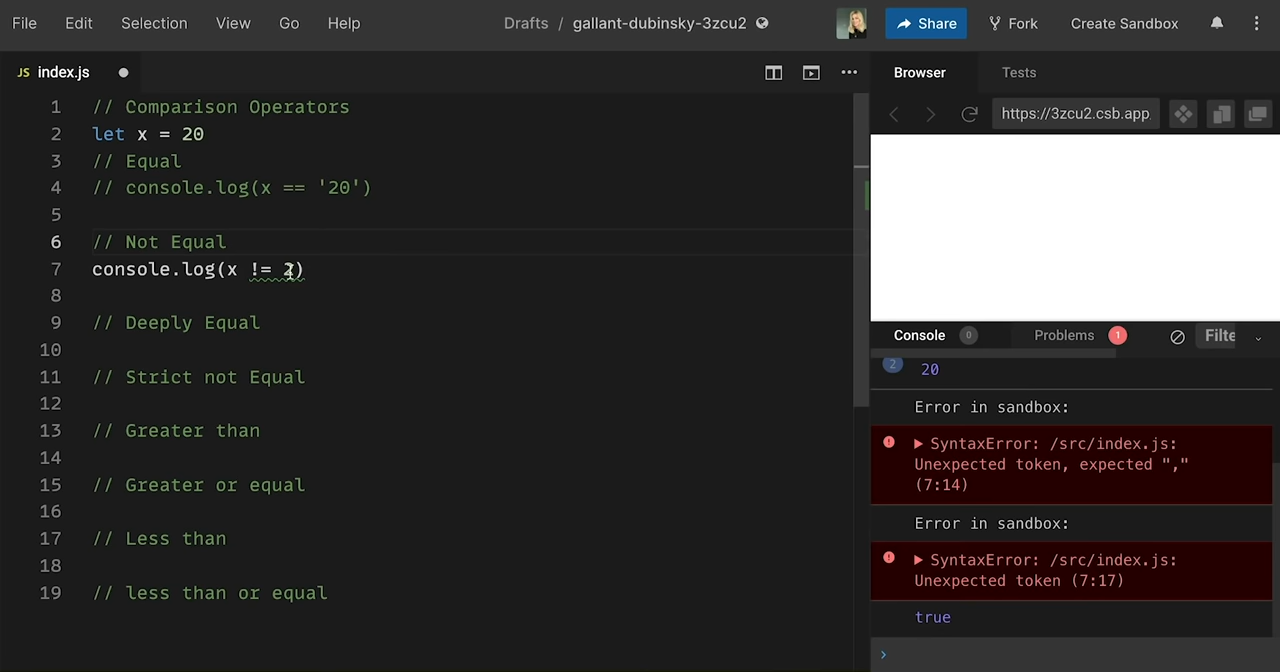 File Edit Selection View Go Help Drafts / gallant-dubinsky-3zcu2 Share Fork Create Sandbox
JS index.js
Browser Tests
https://3zcu2.csb.app
1 // Comparison Operators
2 let x = 20
3 // Equal
4 // console.log(x == '20')
5
6 // Not Equal
7 console.log(x != 2)
8
9 // Deeply Equal
10
11 // Strict not Equal
12
13 // Greater than
14
15 // Greater or equal
16
17 // Less than
18
19 // less than or equal
Console 0 Problems 1 Filte
2 20
Error in sandbox:
SyntaxError: /src/index.js:
Unexpected token, expected ","
(7:14)
Error in sandbox:
SyntaxError: /src/index.js:
Unexpected token (7:17)
true